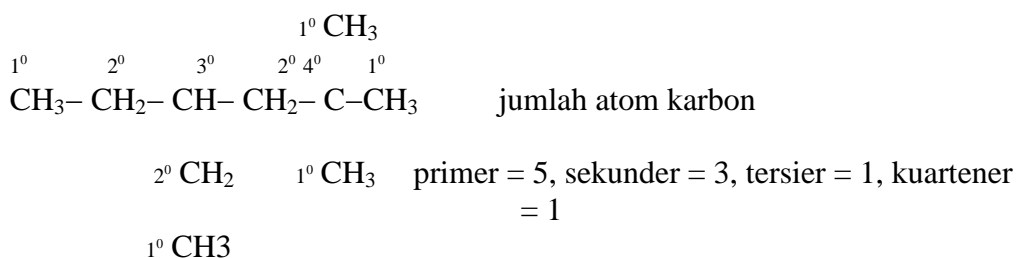 1⁰ CH₃
1⁰ 2⁰ 3⁰ 2⁰ 4⁰ 1⁰
CH₃– CH₂– CH– CH₂– C–CH₃ jumlah atom karbon
2⁰ CH₂ 1⁰ CH₃ primer = 5, sekunder = 3, tersier = 1, kuartener
= 1
1⁰ CH3